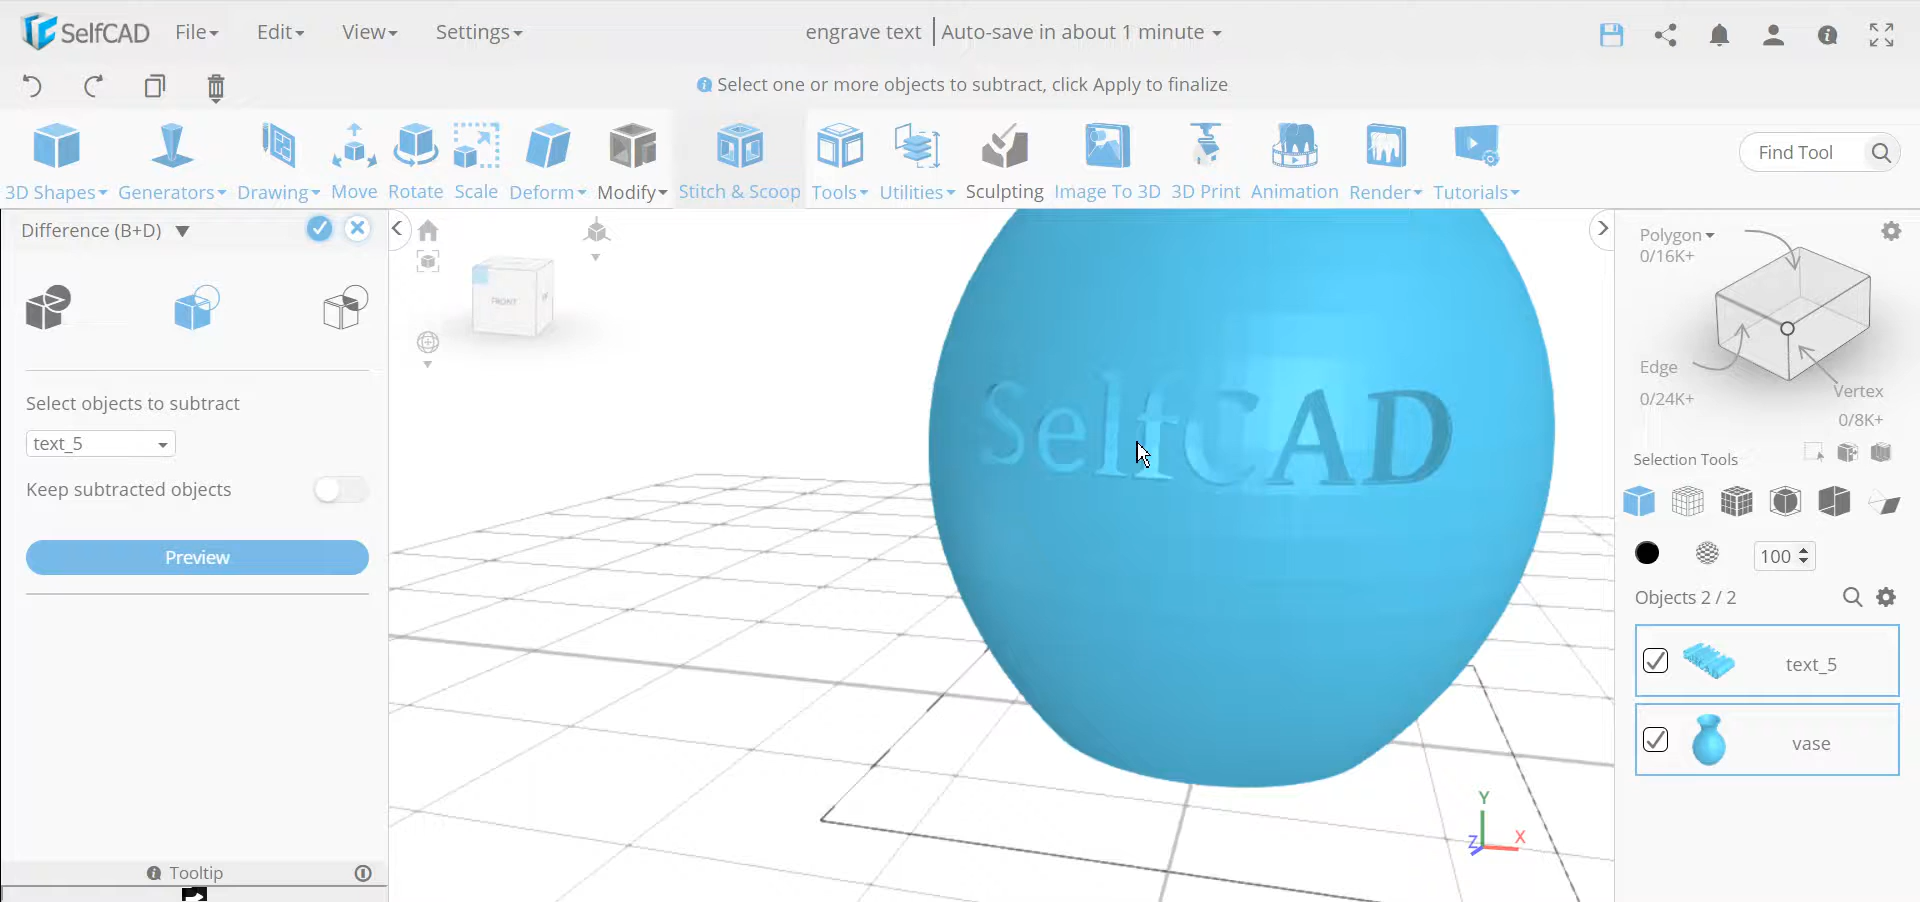 SelfCAD File Edit View Settings engrave text Auto-save in about 1 minute
Select one or more objects to subtract, click Apply to finalize
3D Shapes Generators Drawing Move Rotate Scale Deform Modify Stitch & Scoop Tools Utilities Sculpting Image To 3D 3D Print Animation Render Tutorials Find Tool
Difference (B+D)
Select objects to subtract
text_5
Keep subtracted objects
Preview
Tooltip
FRONT
SelfCAD
Y
Z X
Polygon
0/16K+
Edge
0/24K+
Vertex
0/8K+
Selection Tools
100
Objects 2 / 2
text_5
vase